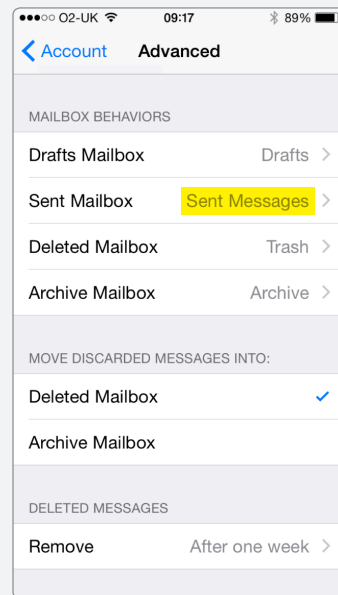 O2-UK 09:17 89%
Account Advanced
MAILBOX BEHAVIORS
Drafts Mailbox Drafts
Sent Mailbox Sent Messages
Deleted Mailbox Trash
Archive Mailbox Archive
MOVE DISCARDED MESSAGES INTO:
Deleted Mailbox
Archive Mailbox
DELETED MESSAGES
Remove After one week